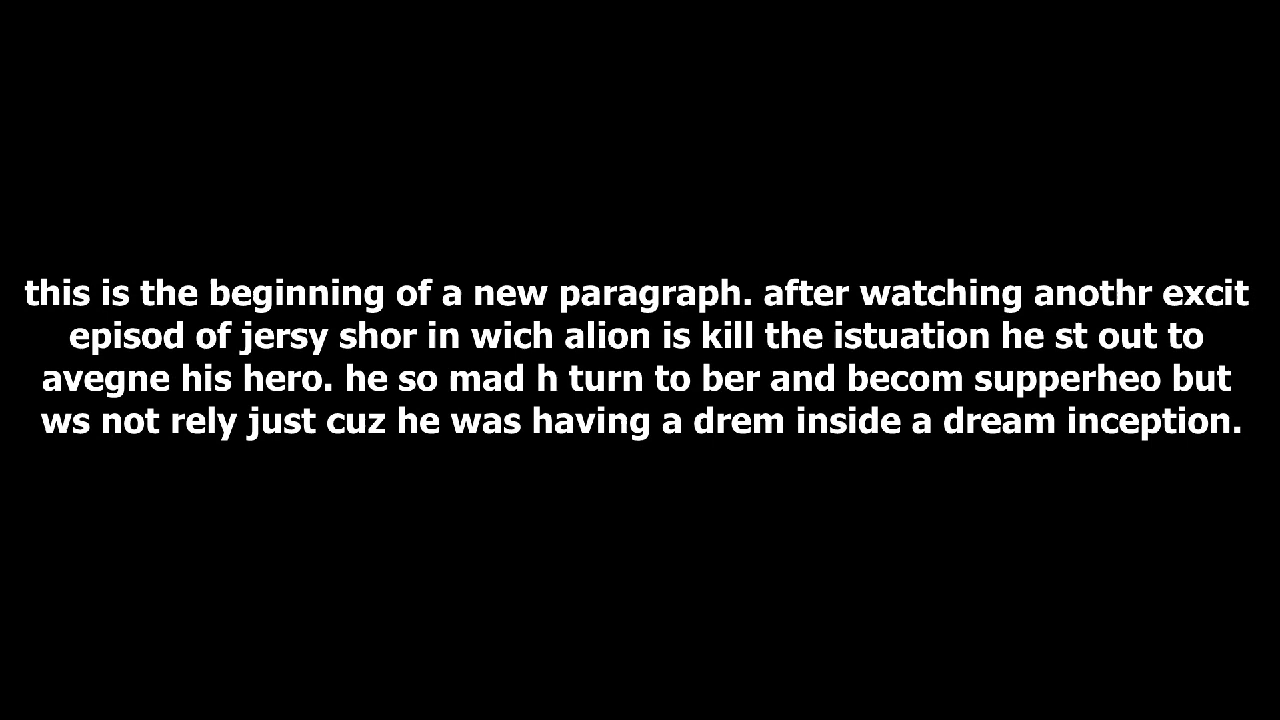 this is the beginning of a new paragraph. after watching anothr excit
episod of jersy shor in wich alion is kill the istuation he st out to
avegne his hero. he so mad h turn to ber and becom supperheo but
ws not rely just cuz he was having a drem inside a dream inception.